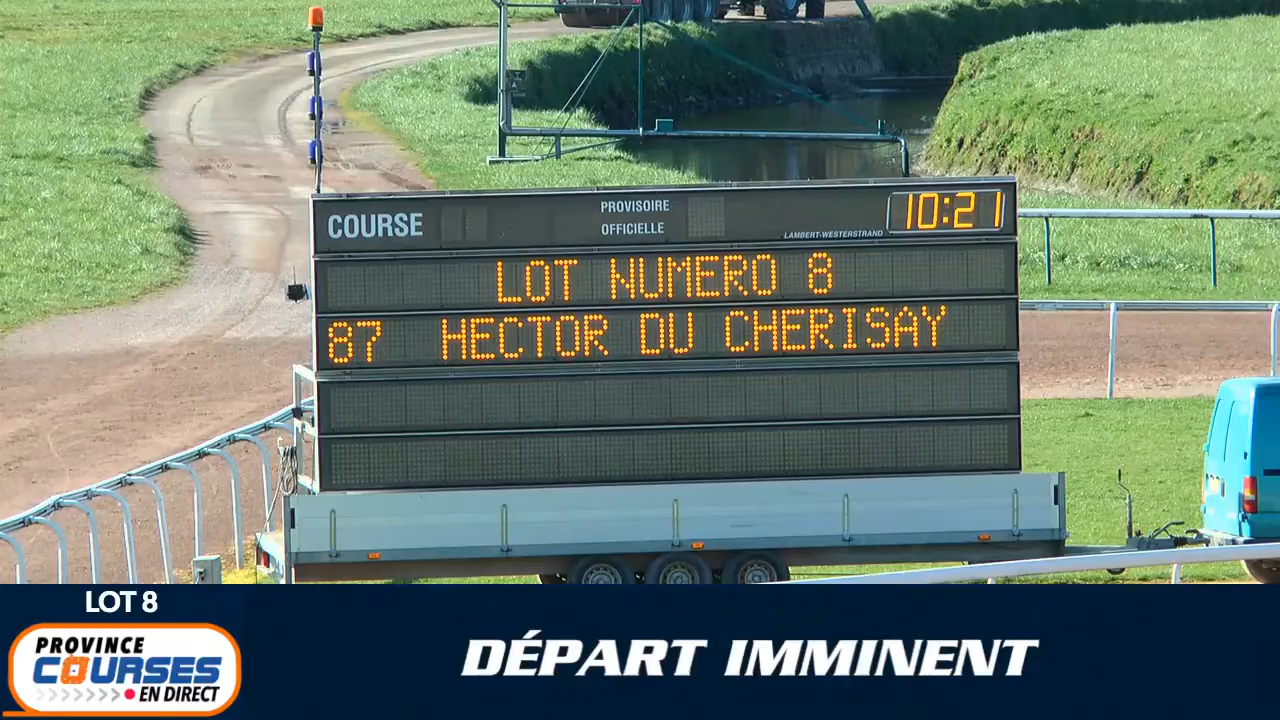 COURSE
PROVISOIRE
OFFICIELLE
LAMBERT-WESTERSTRAND
10:21
LOT NUMERO 8
87 HECTOR DU CHERISAY
LOT 8
PROVINCE
COURSES
EN DIRECT
DÉPART IMMINENT